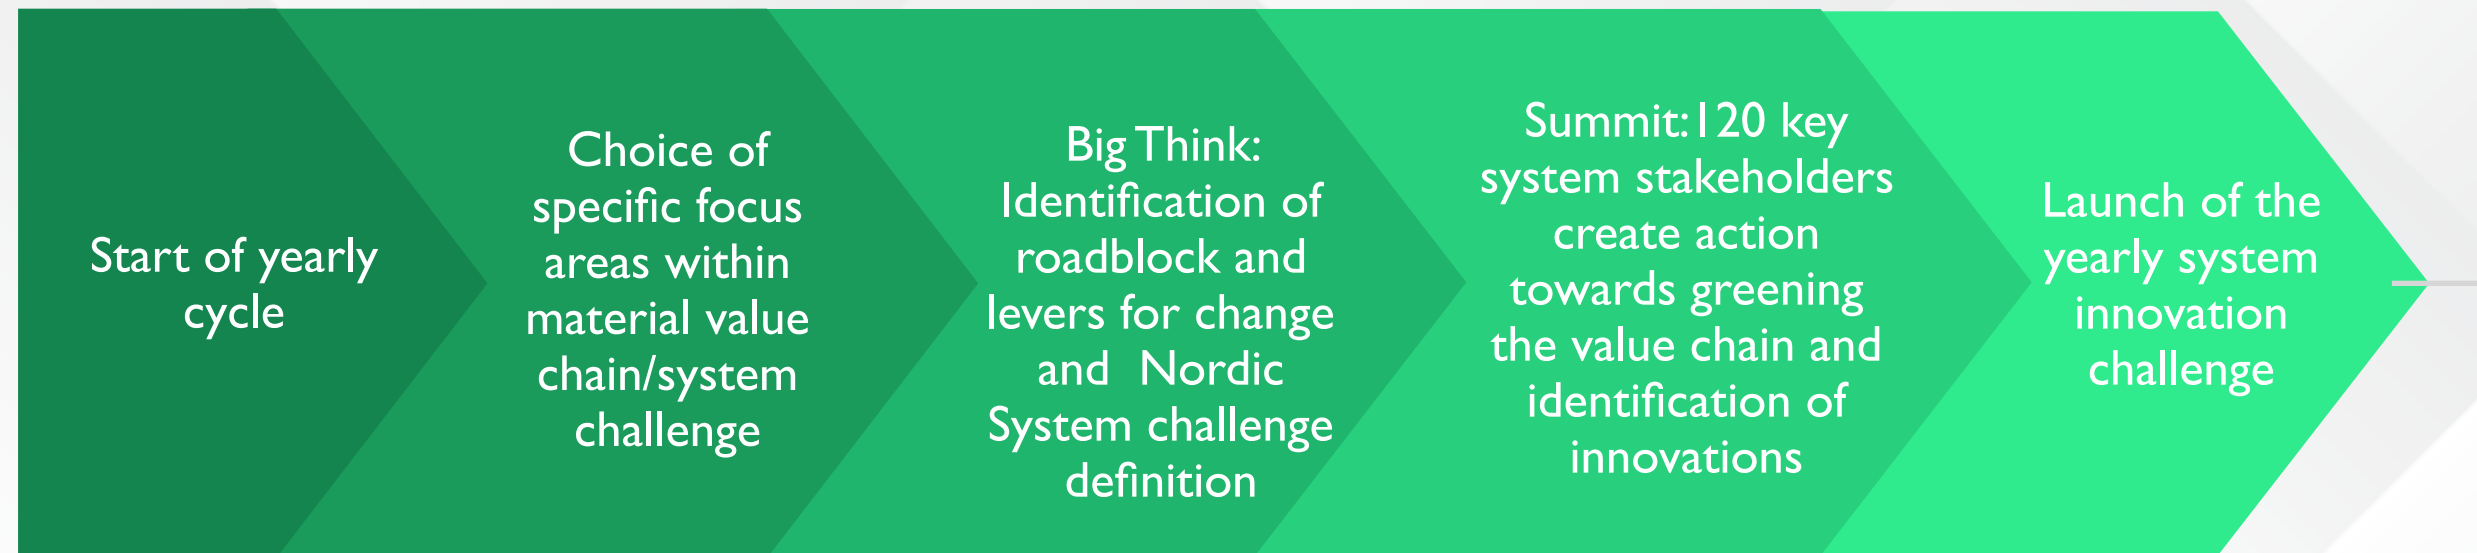 Start of yearly
cycle
Choice of
specific focus
areas within
material value
chain/system
challenge
Big Think:
Identification of
roadblock and
levers for change
and  Nordic
System challenge
definition
Summit: 120 key
system stakeholders
create action
towards greening
the value chain and
identification of
innovations
Launch of the
yearly system
innovation
challenge